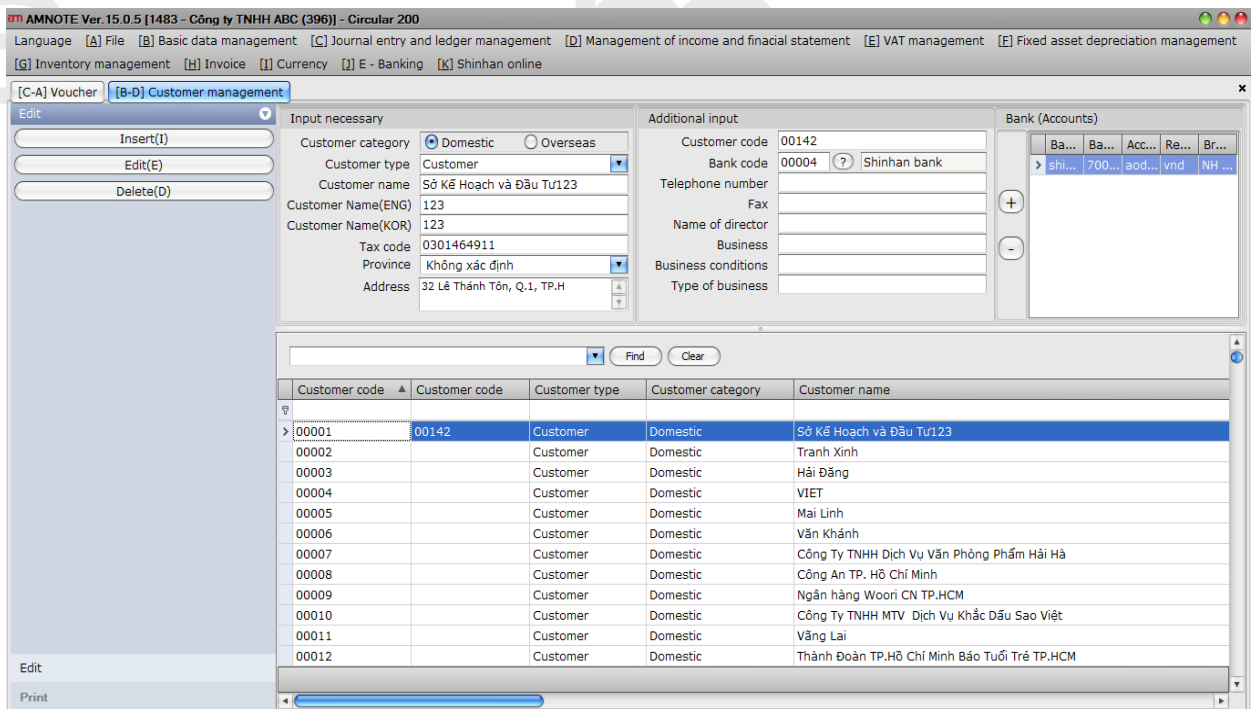 am AMNOTE Ver. 15.0.5 [1483 - Công ty TNHH ABC (396)] - Circular 200
Language [A] File [B] Basic data management [C] Journal entry and ledger management [D] Management of income and finacial statement [E] VAT management [F] Fixed asset depreciation management
[G] Inventory management [H] Invoice [I] Currency [J] E - Banking [K] Shinhan online
[C-A] Voucher [B-D] Customer management x
Edit
Insert(I)
Edit(E)
Delete(D)
Input necessary
Customer category Domestic Overseas
Customer type Customer
Customer name Sở Kế Hoạch và Đầu Tư123
Customer Name(ENG) 123
Customer Name(KOR) 123
Tax code 0301464911
Province Không xác định
Address 32 Lê Thánh Tôn, Q.1, TP.H
Additional input
Customer code 00142
Bank code 00004 ? Shinhan bank
Telephone number
Fax
Name of director
Business
Business conditions
Type of business
Bank (Accounts)
+
-
Ba... Ba... Acc... Re... Br...
> shi... 700... aod... vnd NH ...
Find Clear
Customer code Customer code Customer type Customer category Customer name
> 00001 00142 Customer Domestic Sở Kế Hoạch và Đầu Tư123
00002 Customer Domestic Tranh Xinh
00003 Customer Domestic Hải Đăng
00004 Customer Domestic VIET
00005 Customer Domestic Mai Linh
00006 Customer Domestic Văn Khánh
00007 Customer Domestic Công Ty TNHH Dịch Vụ Văn Phòng Phẩm Hải Hà
00008 Customer Domestic Công An TP. Hồ Chí Minh
00009 Customer Domestic Ngân hàng Woori CN TP.HCM
00010 Customer Domestic Công Ty TNHH MTV Dịch Vụ Khắc Dấu Sao Việt
00011 Customer Domestic Vãng Lai
00012 Customer Domestic Thành Đoàn TP.Hồ Chí Minh Báo Tuổi Trẻ TP.HCM
Edit
Print